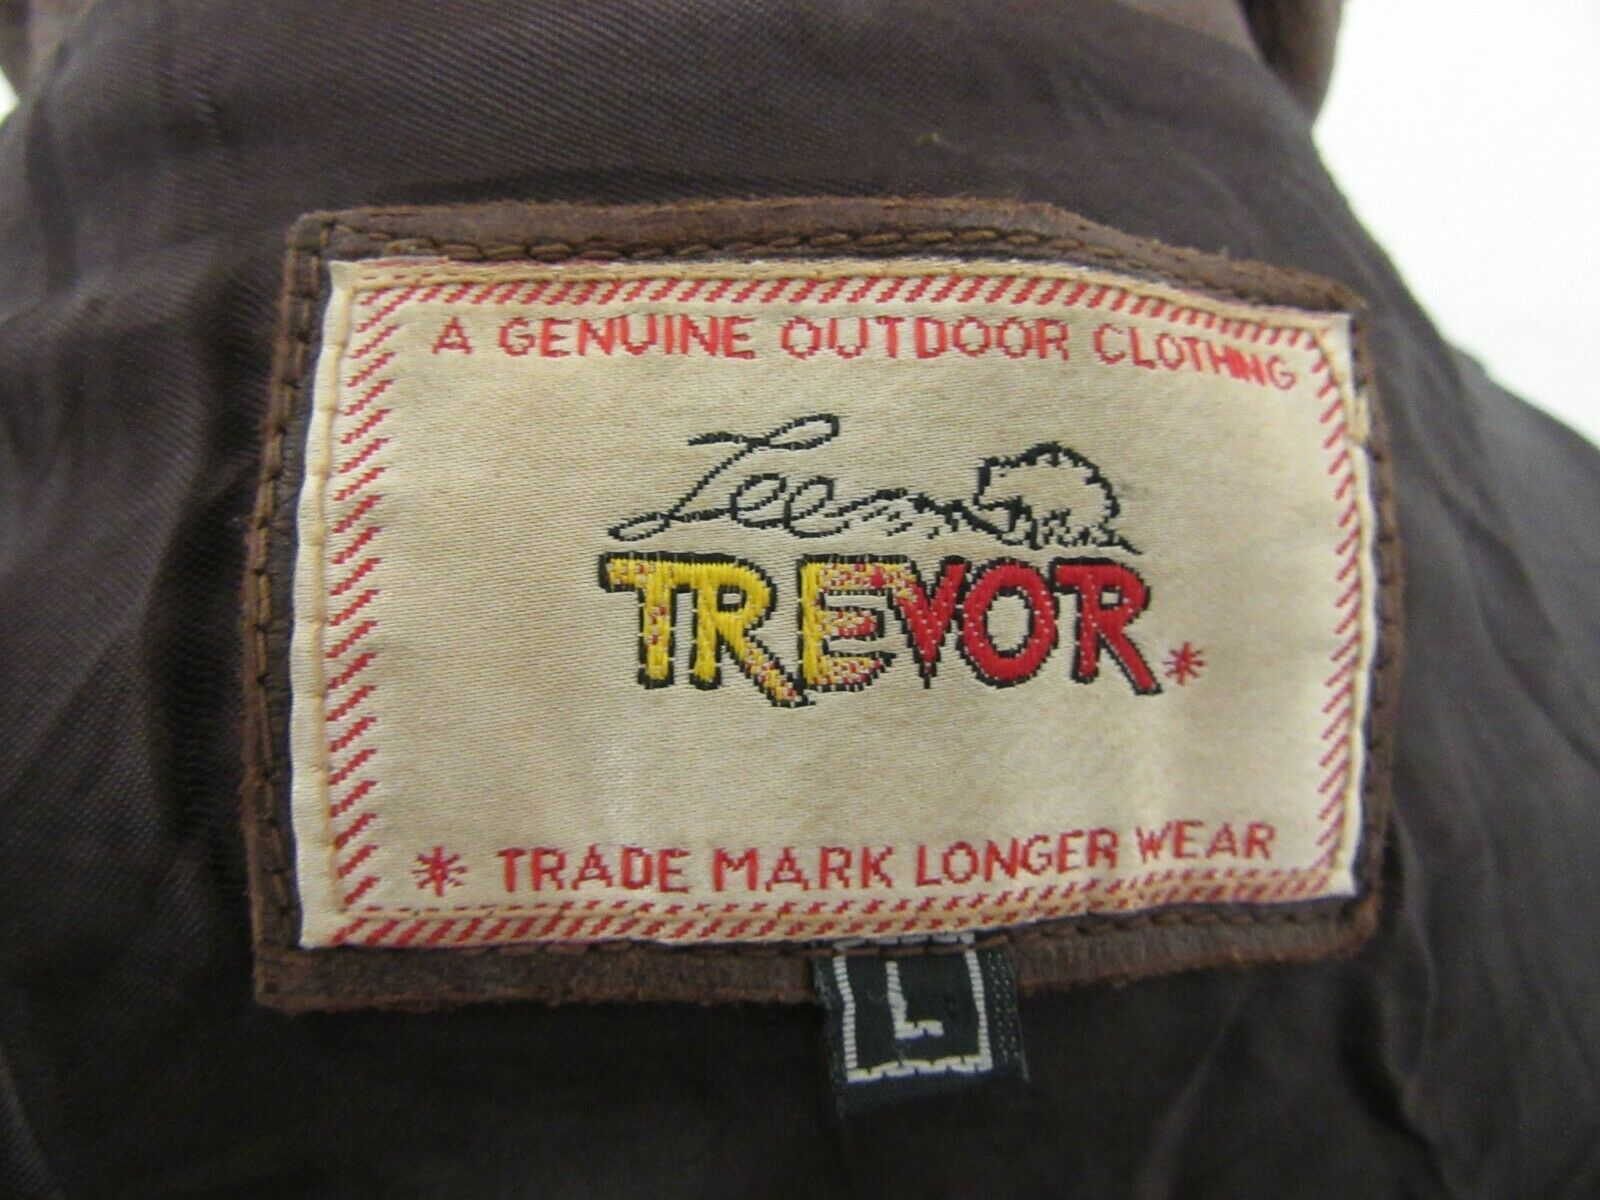 A GENUINE OUTDOOR CLOTHING
Lee
TREVOR.*
* TRADE MARK LONGER WEAR
L